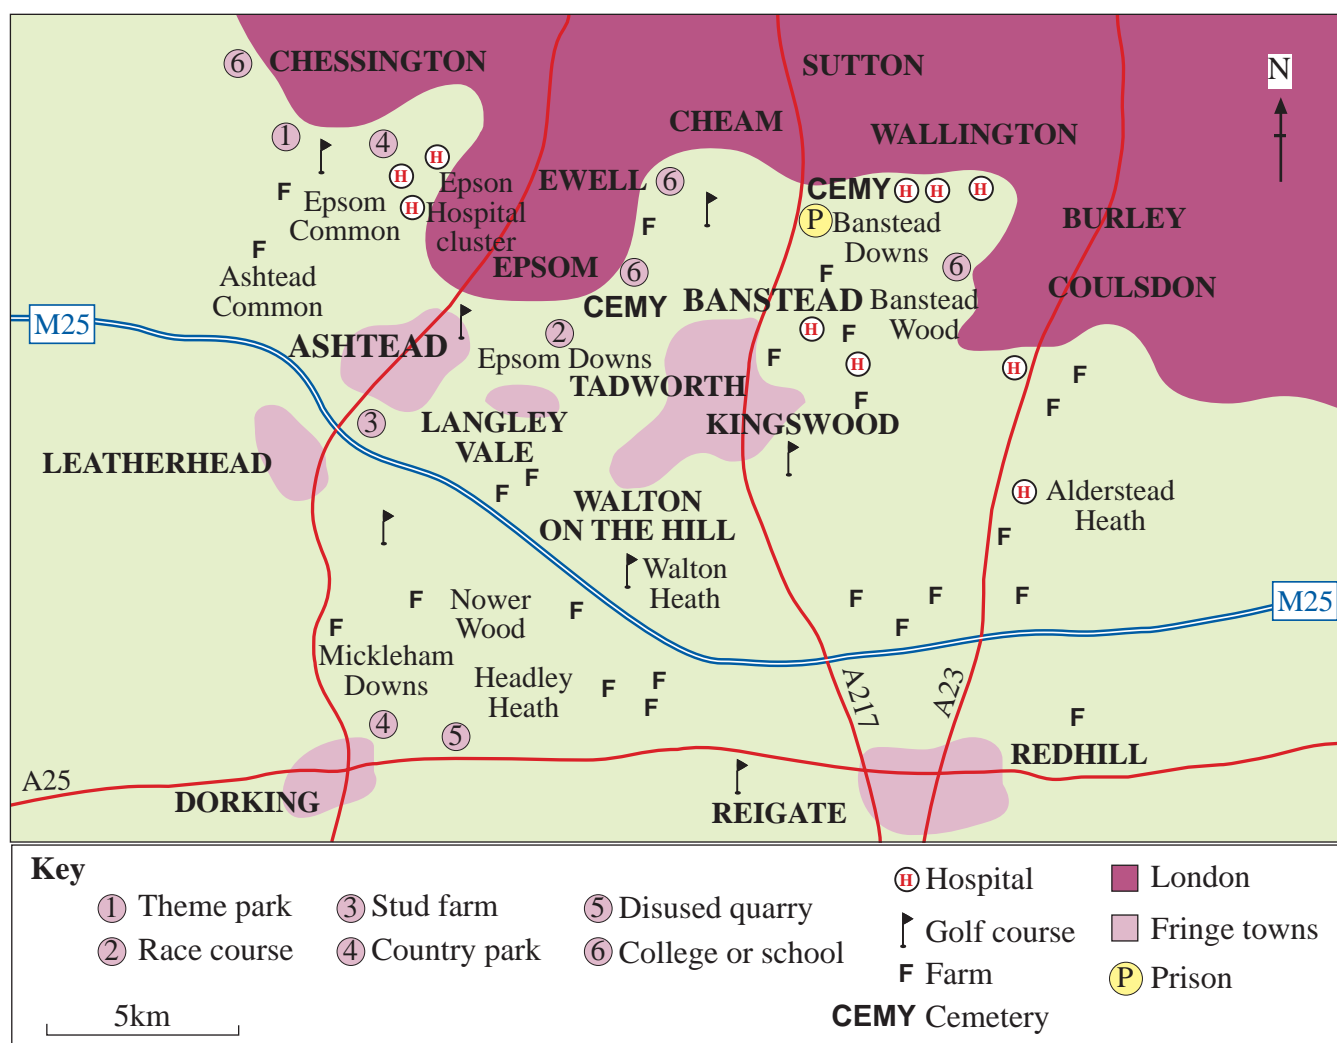 6
CHESSINGTON
SUTTON
N
CHEAM
WALLINGTON
1
4
H
H
H
F
Epsom
Common
Epson
Hospital
cluster
EWELL
6
F
CEMY
H
H
H
P
Banstead
Downs
BURLEY
F
Ashtead
Common
EPSOM
6
CEMY
F
6
BANSTEAD
Banstead
Wood
COULSDON
M25
ASHTEAD
2
Epsom Downs
H
F
F
H
H
F
F
F
TADWORTH
3
LANGLEY
VALE
KINGSWOOD
LEATHERHEAD
F
F
WALTON
ON THE HILL
H
Alderstead
Heath
F
Walton
Heath
F
Nower
Wood
F
F
F
F
F
M25
F
Mickleham
Downs
Headley
Heath
F
F
F
A217
A23
4
5
F
REDHILL
A25
DORKING
REIGATE
Key
1 Theme park
2 Race course
3 Stud farm
4 Country park
5 Disused quarry
6 College or school
H Hospital
Golf course
F Farm
CEMY Cemetery
London
Fringe towns
P Prison
5km